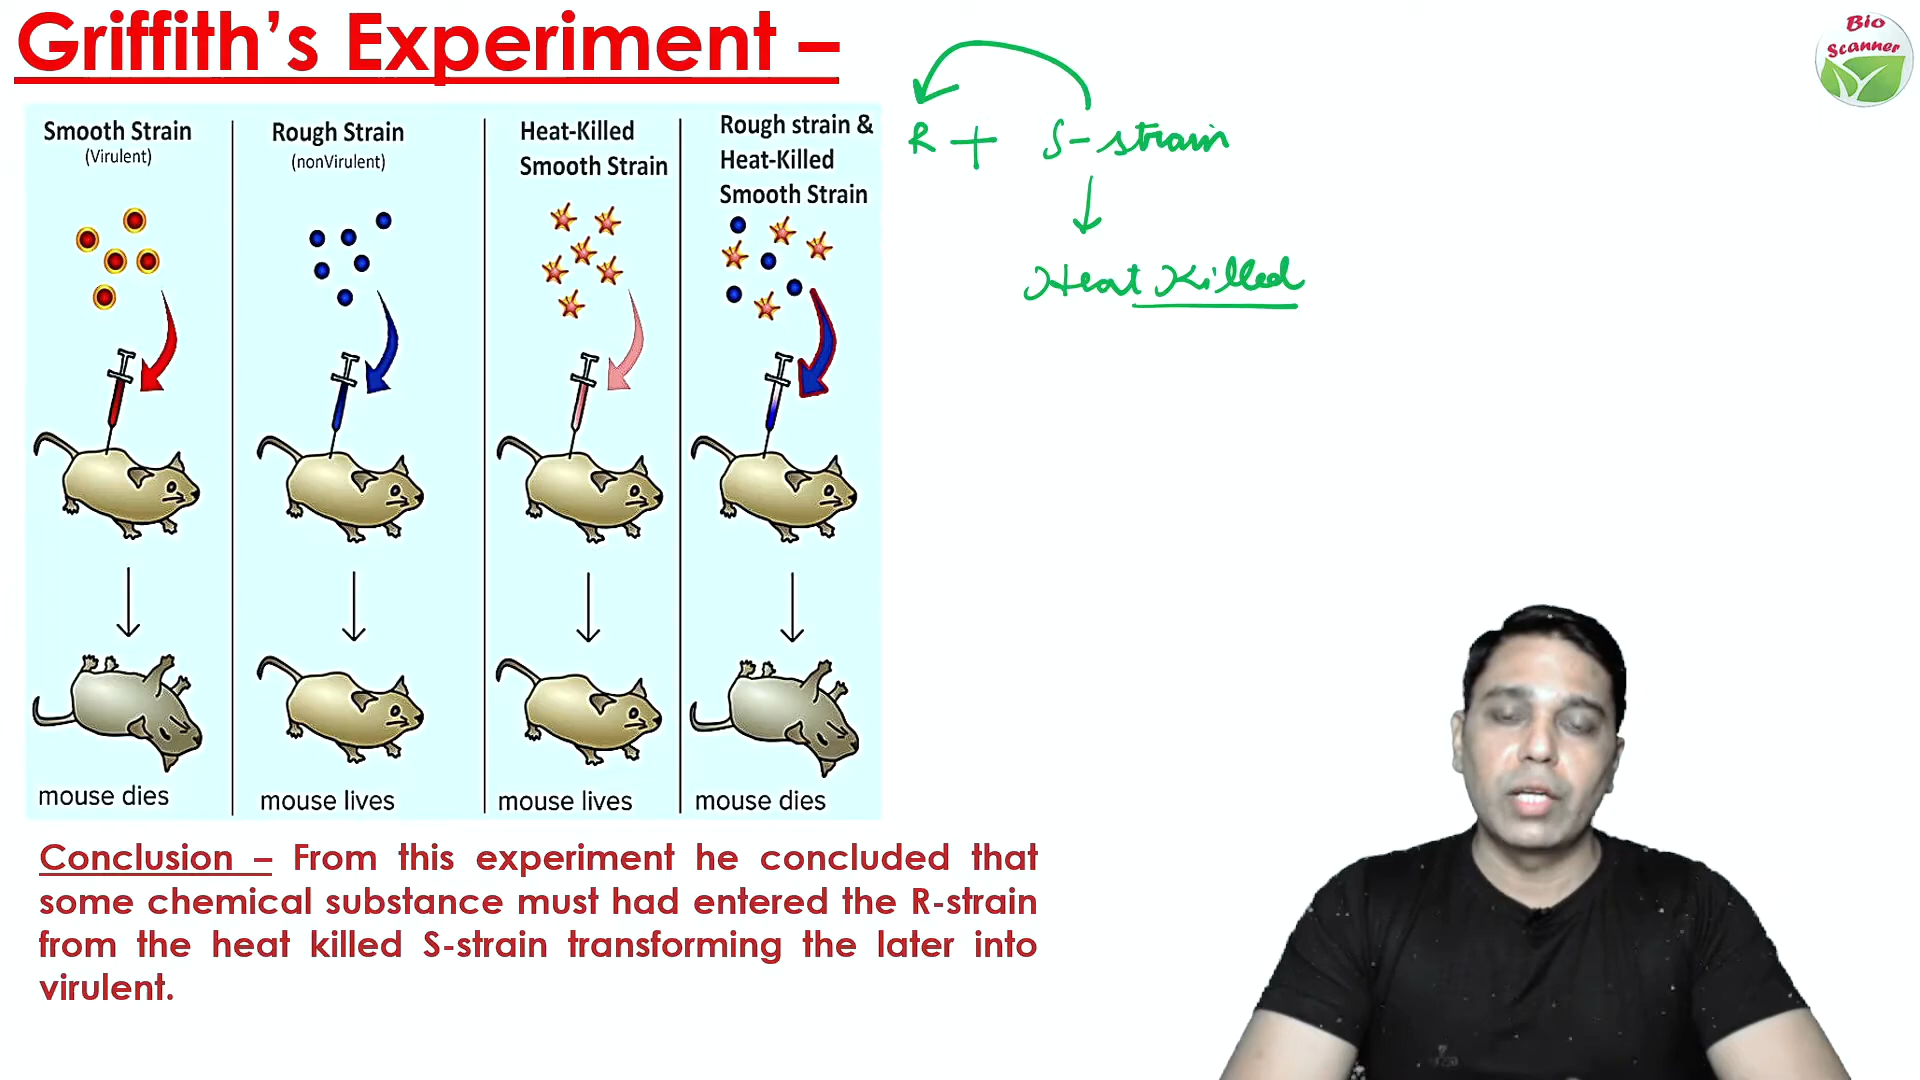 Griffith’s Experiment –
Bio
Scanner
Smooth Strain
(Virulent)
Rough Strain
(nonVirulent)
Heat-Killed
Smooth Strain
Rough strain &
Heat-Killed
Smooth Strain
R + S-strain
Heat Killed
mouse dies
mouse lives
mouse lives
mouse dies
Conclusion – From this experiment he concluded that
some chemical substance must had entered the R-strain
from the heat killed S-strain transforming the later into
virulent.